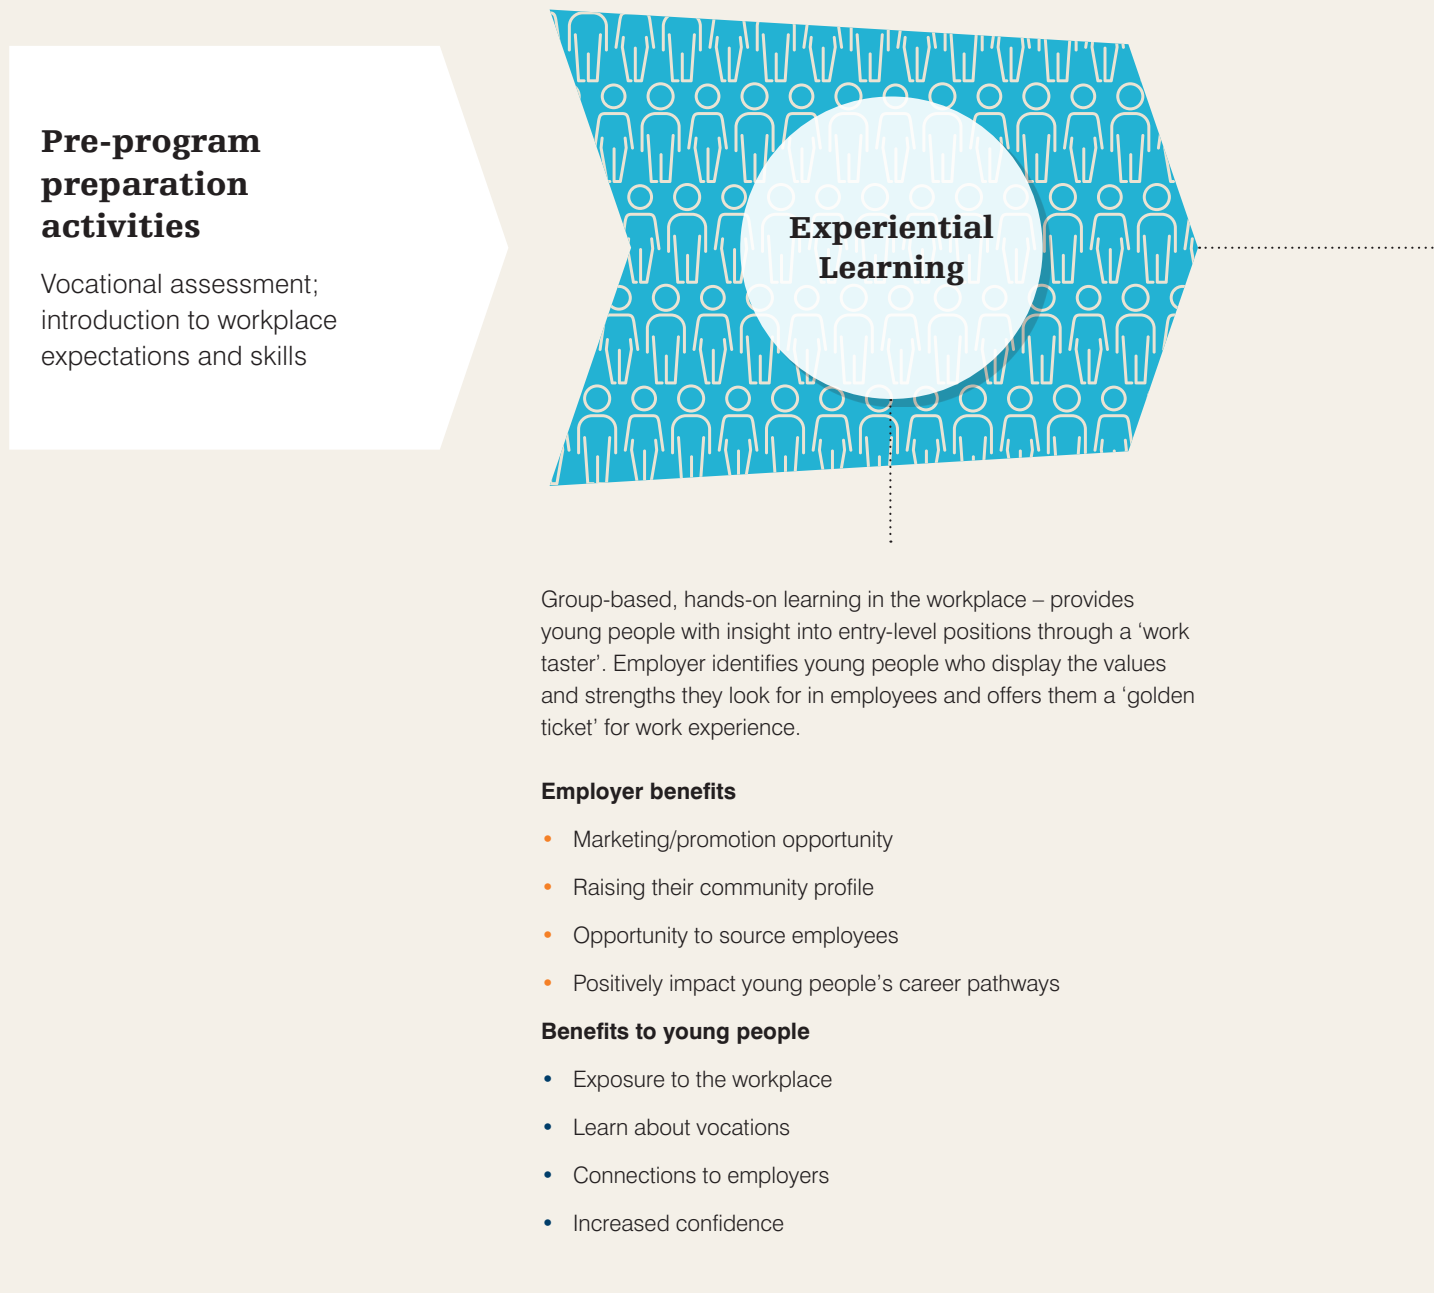 Pre-program
preparation
activities
Vocational assessment;
introduction to workplace
expectations and skills
Experiential
Learning
Group-based, hands-on learning in the workplace – provides
young people with insight into entry-level positions through a ‘work
taster’. Employer identifies young people who display the values
and strengths they look for in employees and offers them a ‘golden
ticket’ for work experience.
Employer benefits
• Marketing/promotion opportunity
• Raising their community profile
• Opportunity to source employees
• Positively impact young people’s career pathways
Benefits to young people
• Exposure to the workplace
• Learn about vocations
• Connections to employers
• Increased confidence